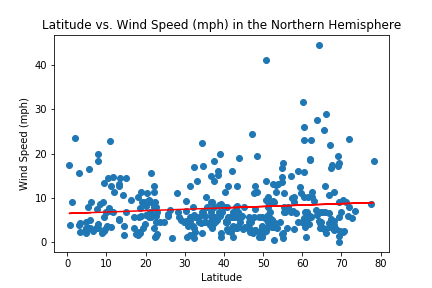 Latitude vs. Wind Speed (mph) in the Northern Hemisphere
Wind Speed (mph)
40
30
20
10
0
0 10 20 30 40 50 60 70 80
Latitude